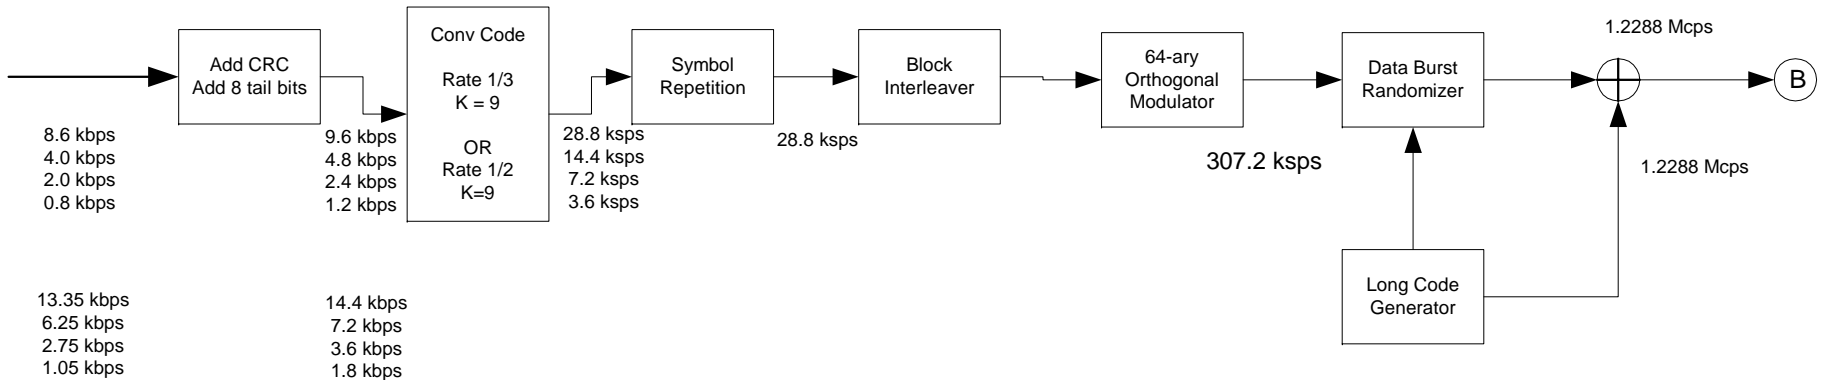 Add CRC
Add 8 tail bits
Conv Code
Rate 1/3
K = 9
OR
Rate 1/2
K=9
Symbol
Repetition
Block
Interleaver
64-ary
Orthogonal
Modulator
Data Burst
Randomizer
1.2288 Mcps
B
8.6 kbps
4.0 kbps
2.0 kbps
0.8 kbps
9.6 kbps
4.8 kbps
2.4 kbps
1.2 kbps
28.8 ksps
14.4 ksps
7.2 ksps
3.6 ksps
28.8 ksps
307.2 ksps
1.2288 Mcps
Long Code
Generator
13.35 kbps
6.25 kbps
2.75 kbps
1.05 kbps
14.4 kbps
7.2 kbps
3.6 kbps
1.8 kbps